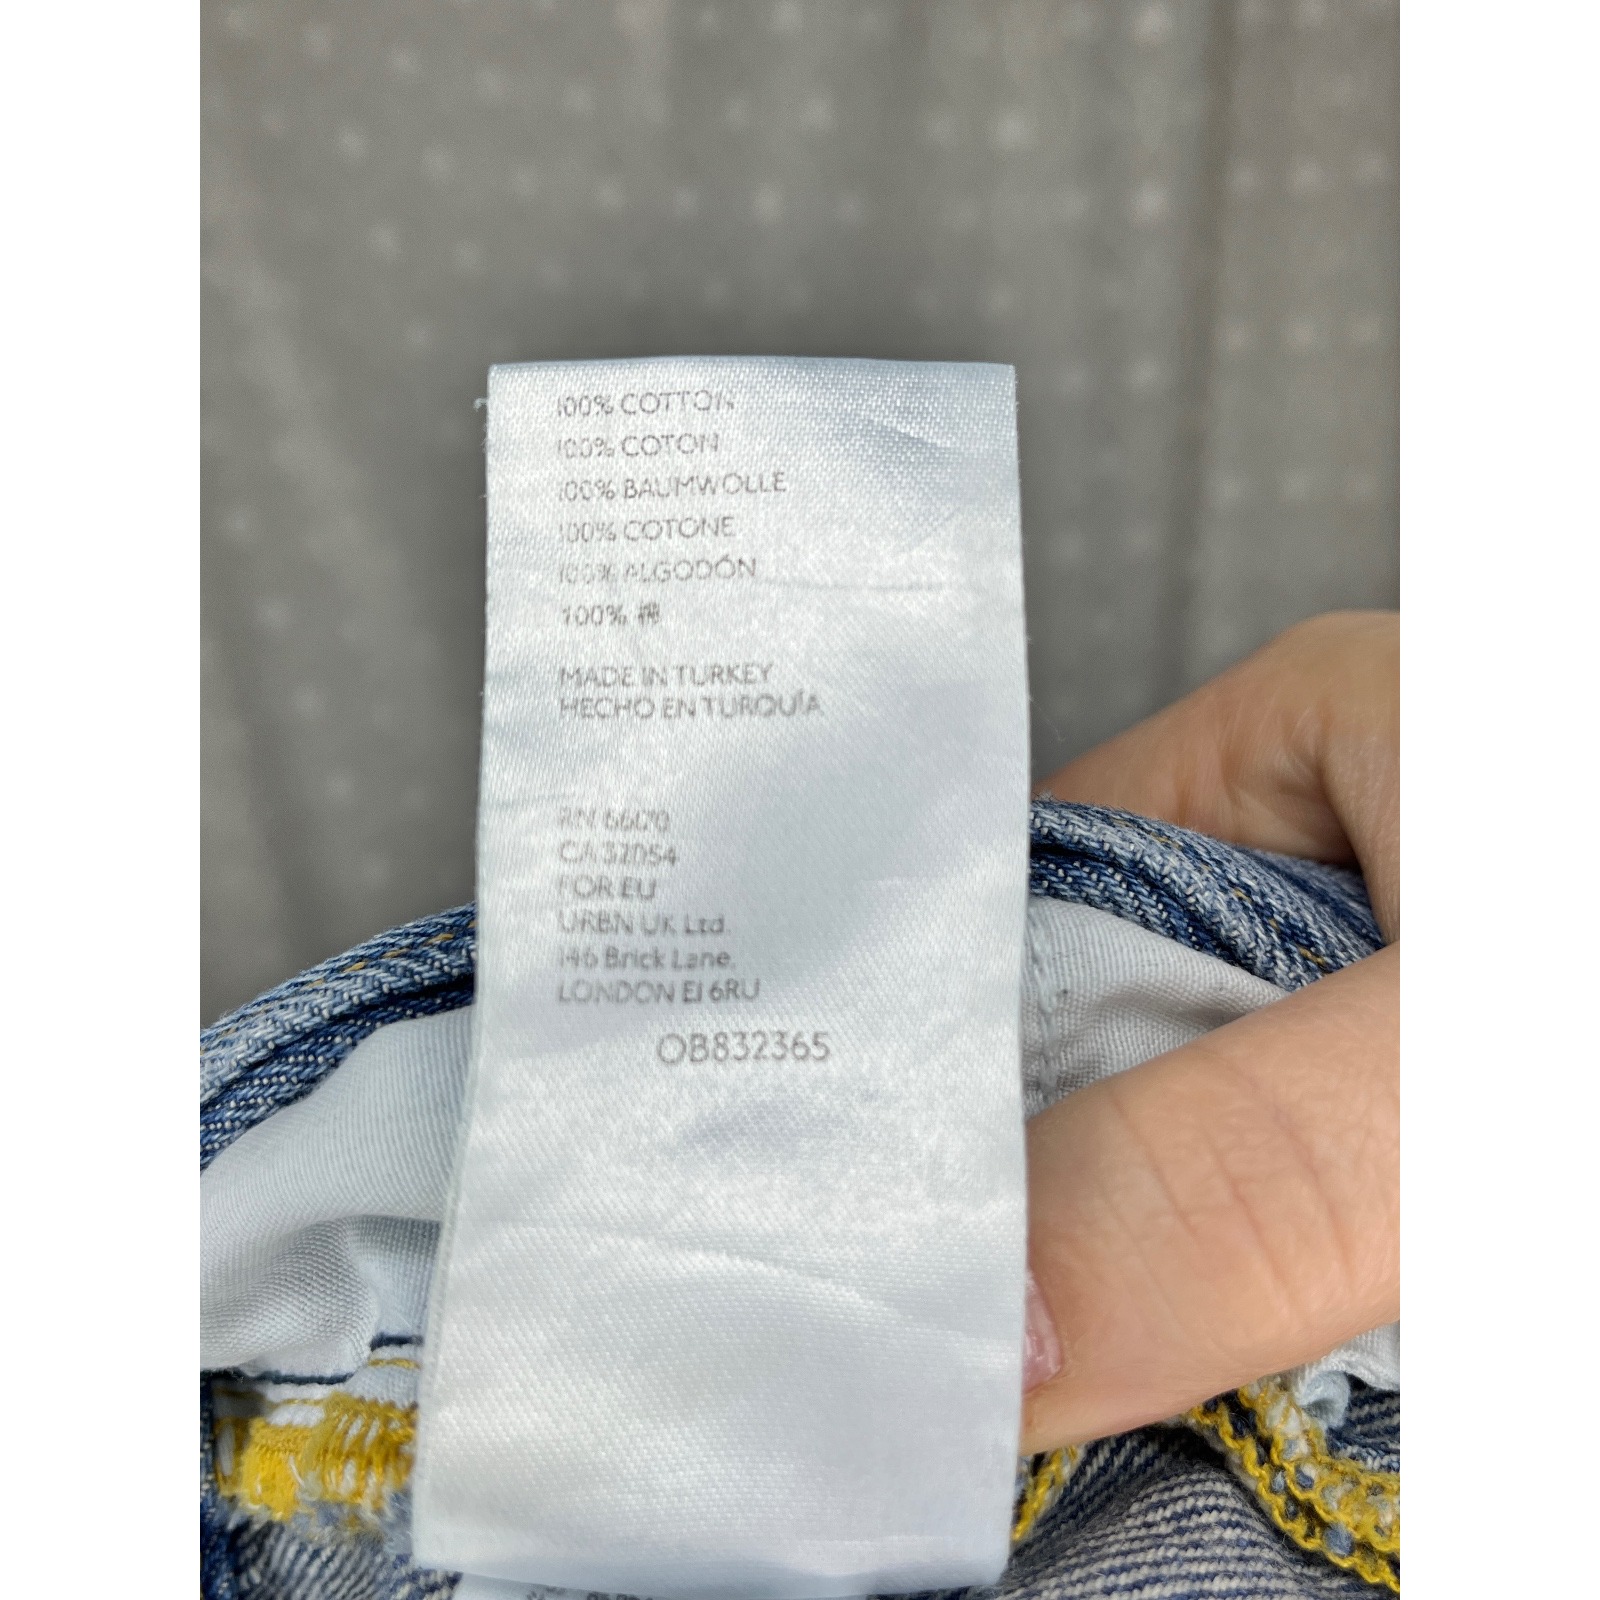 100% COTTON
100% COTON
100% BAUMWOLLE
100% COTONE
100% ALGODÓN
100% 棉
MADE IN TURKEY
HECHO EN TURQUÍA
RN 66170
CA 32054
FOR EU
URBN UK Ltd.
146 Brick Lane,
LONDON E1 6RU
OB832365